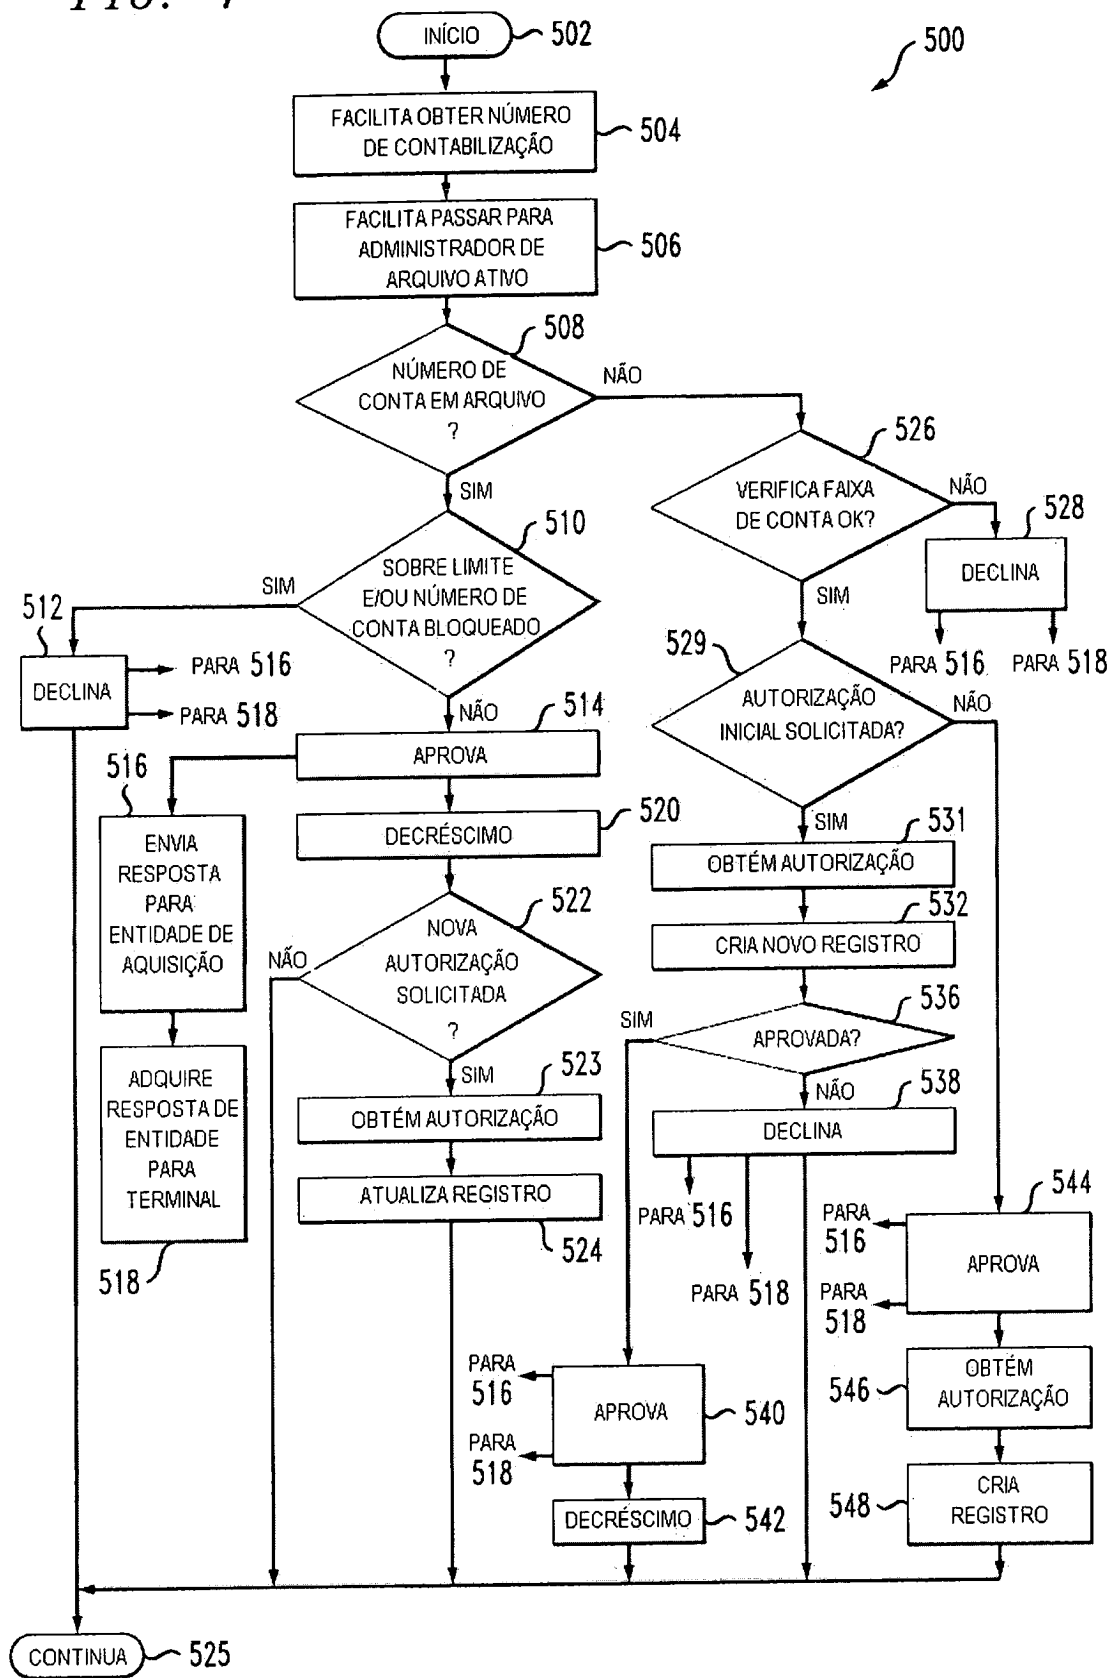 INÍCIO
502
500
FACILITA OBTER NÚMERO
DE CONTABILIZAÇÃO
504
FACILITA PASSAR PARA
ADMINISTRADOR DE
ARQUIVO ATIVO
506
508
NÚMERO DE
CONTA EM ARQUIVO
?
NÃO
SIM
526
VERIFICA FAIXA
DE CONTA OK?
NÃO
528
DECLINA
PARA 516
PARA 518
SIM
510
SOBRE LIMITE
E/OU NÚMERO DE
CONTA BLOQUEADO
?
SIM
512
DECLINA
PARA 516
PARA 518
NÃO
529
AUTORIZAÇÃO
INICIAL SOLICITADA?
NÃO
SIM
514
APROVA
516
ENVIA
RESPOSTA
PARA
ENTIDADE DE
AQUISIÇÃO
520
DECRÉSCIMO
531
OBTÉM AUTORIZAÇÃO
532
CRIA NOVO REGISTRO
522
NOVA
AUTORIZAÇÃO
SOLICITADA
?
NÃO
SIM
536
APROVADA?
SIM
NÃO
ADQUIRE
RESPOSTA DE
ENTIDADE
PARA
TERMINAL
518
523
OBTÉM AUTORIZAÇÃO
ATUALIZA REGISTRO
524
538
DECLINA
PARA 516
PARA 518
544
PARA
516
APROVA
PARA
518
546
OBTÉM
AUTORIZAÇÃO
PARA
516
APROVA
540
PARA
518
548
CRIA
REGISTRO
DECRÉSCIMO
542
CONTINUA
525